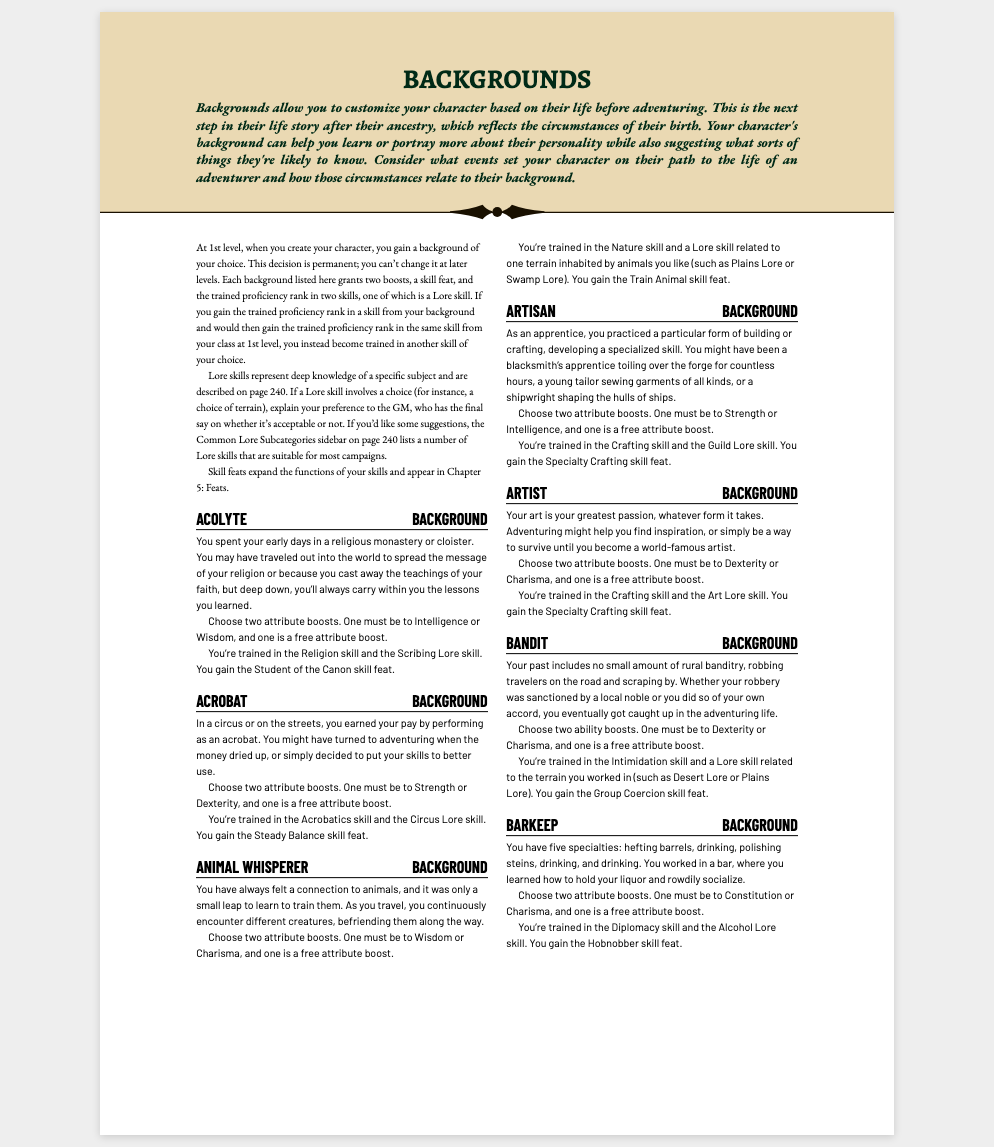 BACKGROUNDS
Backgrounds allow you to customize your character based on their life before adventuring. This is the next
step in their life story after their ancestry, which reflects the circumstances of their birth. Your character's
background can help you learn or portray more about their personality while also suggesting what sorts of
things they're likely to know. Consider what events set your character on their path to the life of an
adventurer and how those circumstances relate to their background.
At 1st level, when you create your character, you gain a background of
your choice. This decision is permanent; you can't change it at later
levels. Each background listed here grants two boosts, a skill feat, and
the trained proficiency rank in two skills, one of which is a Lore skill. If
you gain the trained proficiency rank in a skill from your background
and would then gain the trained proficiency rank in the same skill from
your class at 1st level, you instead become trained in another skill of
your choice.
Lore skills represent deep knowledge of a specific subject and are
described on page 240. If a Lore skill involves a choice (for instance, a
choice of terrain), explain your preference to the GM, who has the final
say on whether it's acceptable or not. If you'd like some suggestions, the
Common Lore Subcategories sidebar on page 240 lists a number of
Lore skills that are suitable for most campaigns.
Skill feats expand the functions of your skills and appear in Chapter
5: Feats.
ACOLYTE BACKGROUND
You spent your early days in a religious monastery or cloister.
You may have traveled out into the world to spread the message
of your religion or because you cast away the teachings of your
faith, but deep down, you'll always carry within you the lessons
you learned.
Choose two attribute boosts. One must be to Intelligence or
Wisdom, and one is a free attribute boost.
You're trained in the Religion skill and the Scribing Lore skill.
You gain the Student of the Canon skill feat.
ACROBAT BACKGROUND
In a circus or on the streets, you earned your pay by performing
as an acrobat. You might have turned to adventuring when the
money dried up, or simply decided to put your skills to better
use.
Choose two attribute boosts. One must be to Strength or
Dexterity, and one is a free attribute boost.
You're trained in the Acrobatics skill and the Circus Lore skill.
You gain the Steady Balance skill feat.
ANIMAL WHISPERER BACKGROUND
You have always felt a connection to animals, and it was only a
small leap to learn to train them. As you travel, you continuously
encounter different creatures, befriending them along the way.
Choose two attribute boosts. One must be to Wisdom or
Charisma, and one is a free attribute boost.
You're trained in the Nature skill and a Lore skill related to
one terrain inhabited by animals you like (such as Plains Lore or
Swamp Lore). You gain the Train Animal skill feat.
ARTISAN BACKGROUND
As an apprentice, you practiced a particular form of building or
crafting, developing a specialized skill. You might have been a
blacksmith's apprentice toiling over the forge for countless
hours, a young tailor sewing garments of all kinds, or a
shipwright shaping the hulls of ships.
Choose two attribute boosts. One must be to Strength or
Intelligence, and one is a free attribute boost.
You're trained in the Crafting skill and the Guild Lore skill. You
gain the Specialty Crafting skill feat.
ARTIST BACKGROUND
Your art is your greatest passion, whatever form it takes.
Adventuring might help you find inspiration, or simply be a way
to survive until you become a world-famous artist.
Choose two attribute boosts. One must be to Dexterity or
Charisma, and one is a free attribute boost.
You're trained in the Crafting skill and the Art Lore skill. You
gain the Specialty Crafting skill feat.
BANDIT BACKGROUND
Your past includes no small amount of rural banditry, robbing
travelers on the road and scraping by. Whether your robbery
was sanctioned by a local noble or you did so of your own
accord, you eventually got caught up in the adventuring life.
Choose two ability boosts. One must be to Dexterity or
Charisma, and one is a free attribute boost.
You're trained in the Intimidation skill and a Lore skill related
to the terrain you worked in (such as Desert Lore or Plains
Lore). You gain the Group Coercion skill feat.
BARKEEP BACKGROUND
You have five specialties: hefting barrels, drinking, polishing
steins, drinking, and drinking. You worked in a bar, where you
learned how to hold your liquor and rowdily socialize.
Choose two attribute boosts. One must be to Constitution or
Charisma, and one is a free attribute boost.
You're trained in the Diplomacy skill and the Alcohol Lore
skill. You gain the Hobnobber skill feat.